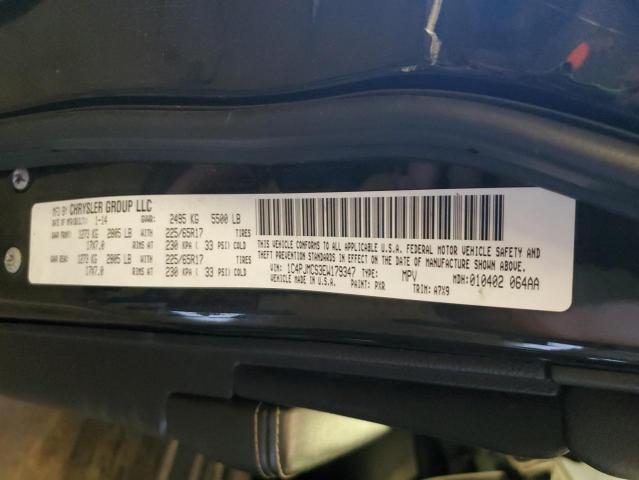 MFD BY CHRYSLER GROUP LLC
DATE OF MFR 1-14 GVWR: 2495 KG 5500 LB
GAWR FRONT: 1273 KG 2805 LB WITH 225/65R17 TIRES
17X7.0 RIMS AT 230 KPA ( 33 PSI) COLD
GAWR REAR: 1273 KG 2805 LB WITH 225/65R17 TIRES
17X7.0 RIMS AT 230 KPA ( 33 PSI) COLD
THIS VEHICLE CONFORMS TO ALL APPLICABLE U.S.A. FEDERAL MOTOR VEHICLE SAFETY AND
THEFT PREVENTION STANDARDS IN EFFECT ON THE DATE OF MANUFACTURE SHOWN ABOVE.
VIN: 1C4PJMCS3EW179347 TYPE: MPV MDH: 010402 064AA
VEHICLE MADE IN U.S.A. PAINT: PXR TRIM: A7X9